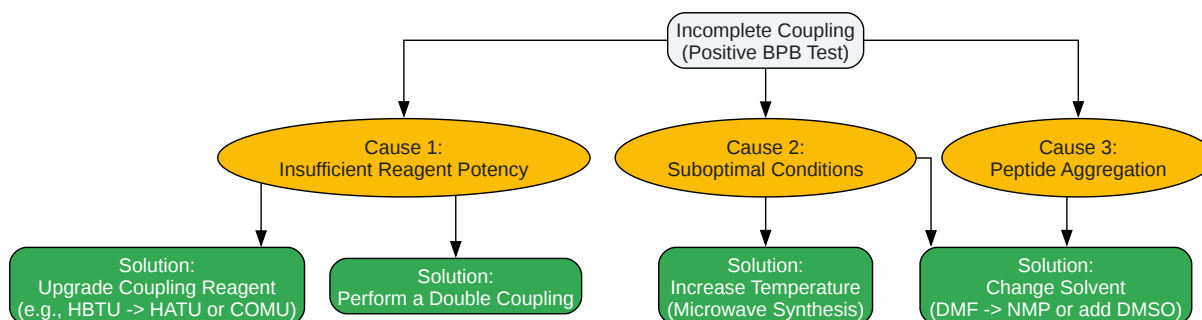 Incomplete Coupling
(Positive BPB Test)
Cause 1:
Insufficient Reagent Potency
Cause 2:
Suboptimal Conditions
Cause 3:
Peptide Aggregation
Solution:
Upgrade Coupling Reagent
(e.g., HBTU -> HATU or COMU)
Solution:
Perform a Double Coupling
Solution:
Increase Temperature
(Microwave Synthesis)
Solution:
Change Solvent
(DMF -> NMP or add DMSO)